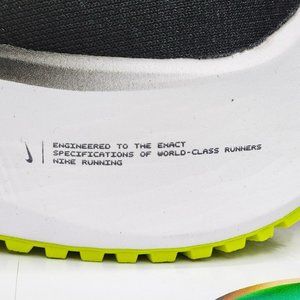 ENGINEERED TO THE EXACT
SPECIFICATIONS OF WORLD-CLASS RUNNERS
NIKE RUNNING